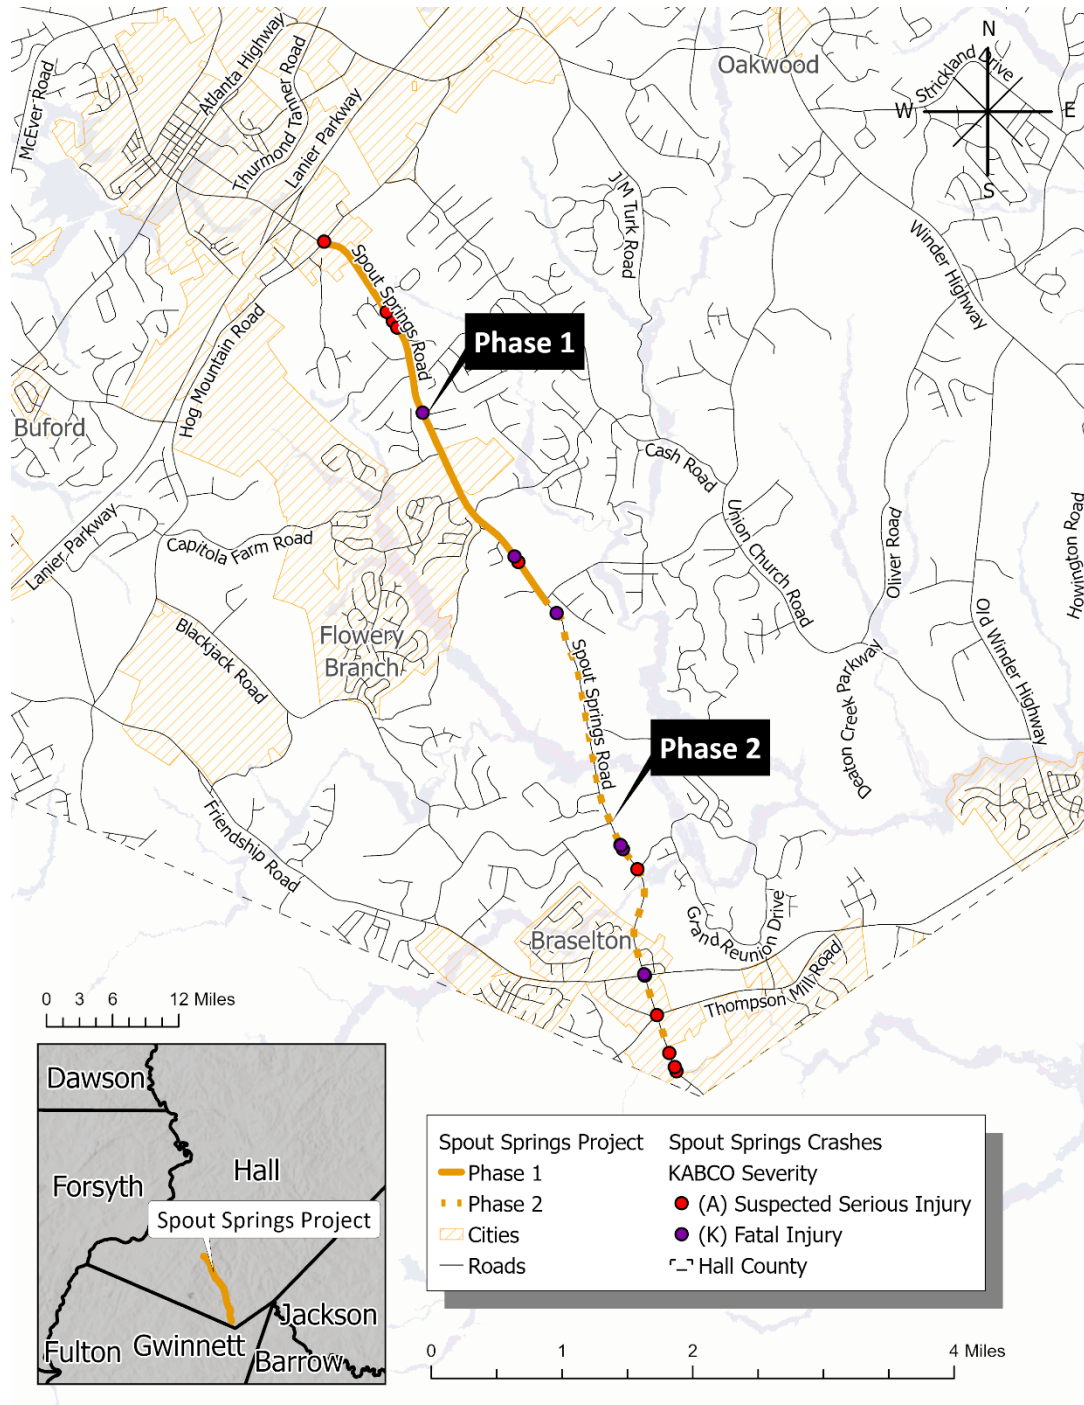 Oakwood
N
Strickland Drive
W
E
S
McEver Road
Atlanta Highway
Thurmond Tanner Road
Lanier Parkway
J M Turk Road
Winder Highway
Spout Springs Road
Phase 1
Hog Mountain Road
Buford
Cash Road
Lanier Parkway
Capitola Farm Road
Union Church Road
Oliver Road
Howington Road
Old Winder Highway
Blackjack Road
Flowery
Branch
Spout Springs Road
Deaton Creek Parkway
Phase 2
Friendship Road
Braselton
Grand Reunion Drive
Thompson Mill Road
0 3 6 12 Miles
Dawson
Forsyth
Hall
Spout Springs Project
Jackson
Fulton
Gwinnett
Barrow
Spout Springs Project
Phase 1
Phase 2
Cities
Roads
Spout Springs Crashes
KABCO Severity
(A) Suspected Serious Injury
(K) Fatal Injury
Hall County
0 1 2 4 Miles